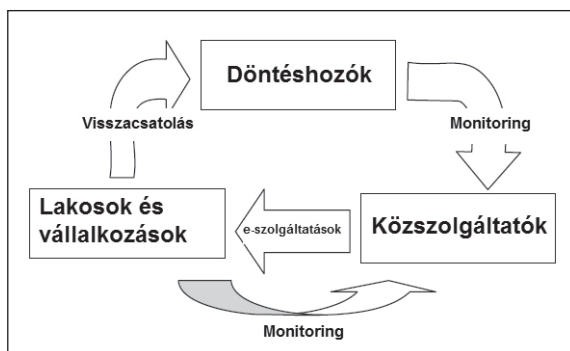 Döntéshozók
Visszacsatolás
Monitoring
Lakosok és
vállalkozások
e-szolgáltatások
Közszolgáltatók
Monitoring